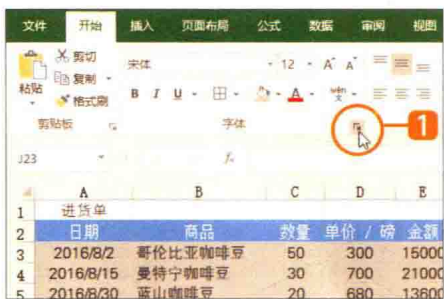 文件 开始 插入 页面布局 公式 数据 审阅 视图
剪切
宋体 12 A A
复制
粘贴
格式刷 B I U A wén
剪贴板 字体
1
J23 fx
A B C D E
1 进货单
2 日期 商品 数量 单价 / 磅 金额
3 2016/8/2 哥伦比亚咖啡豆 50 300 15000
4 2016/8/15 曼特宁咖啡豆 30 700 21000
5 2016/8/30 蓝山咖啡豆 20 680 13600